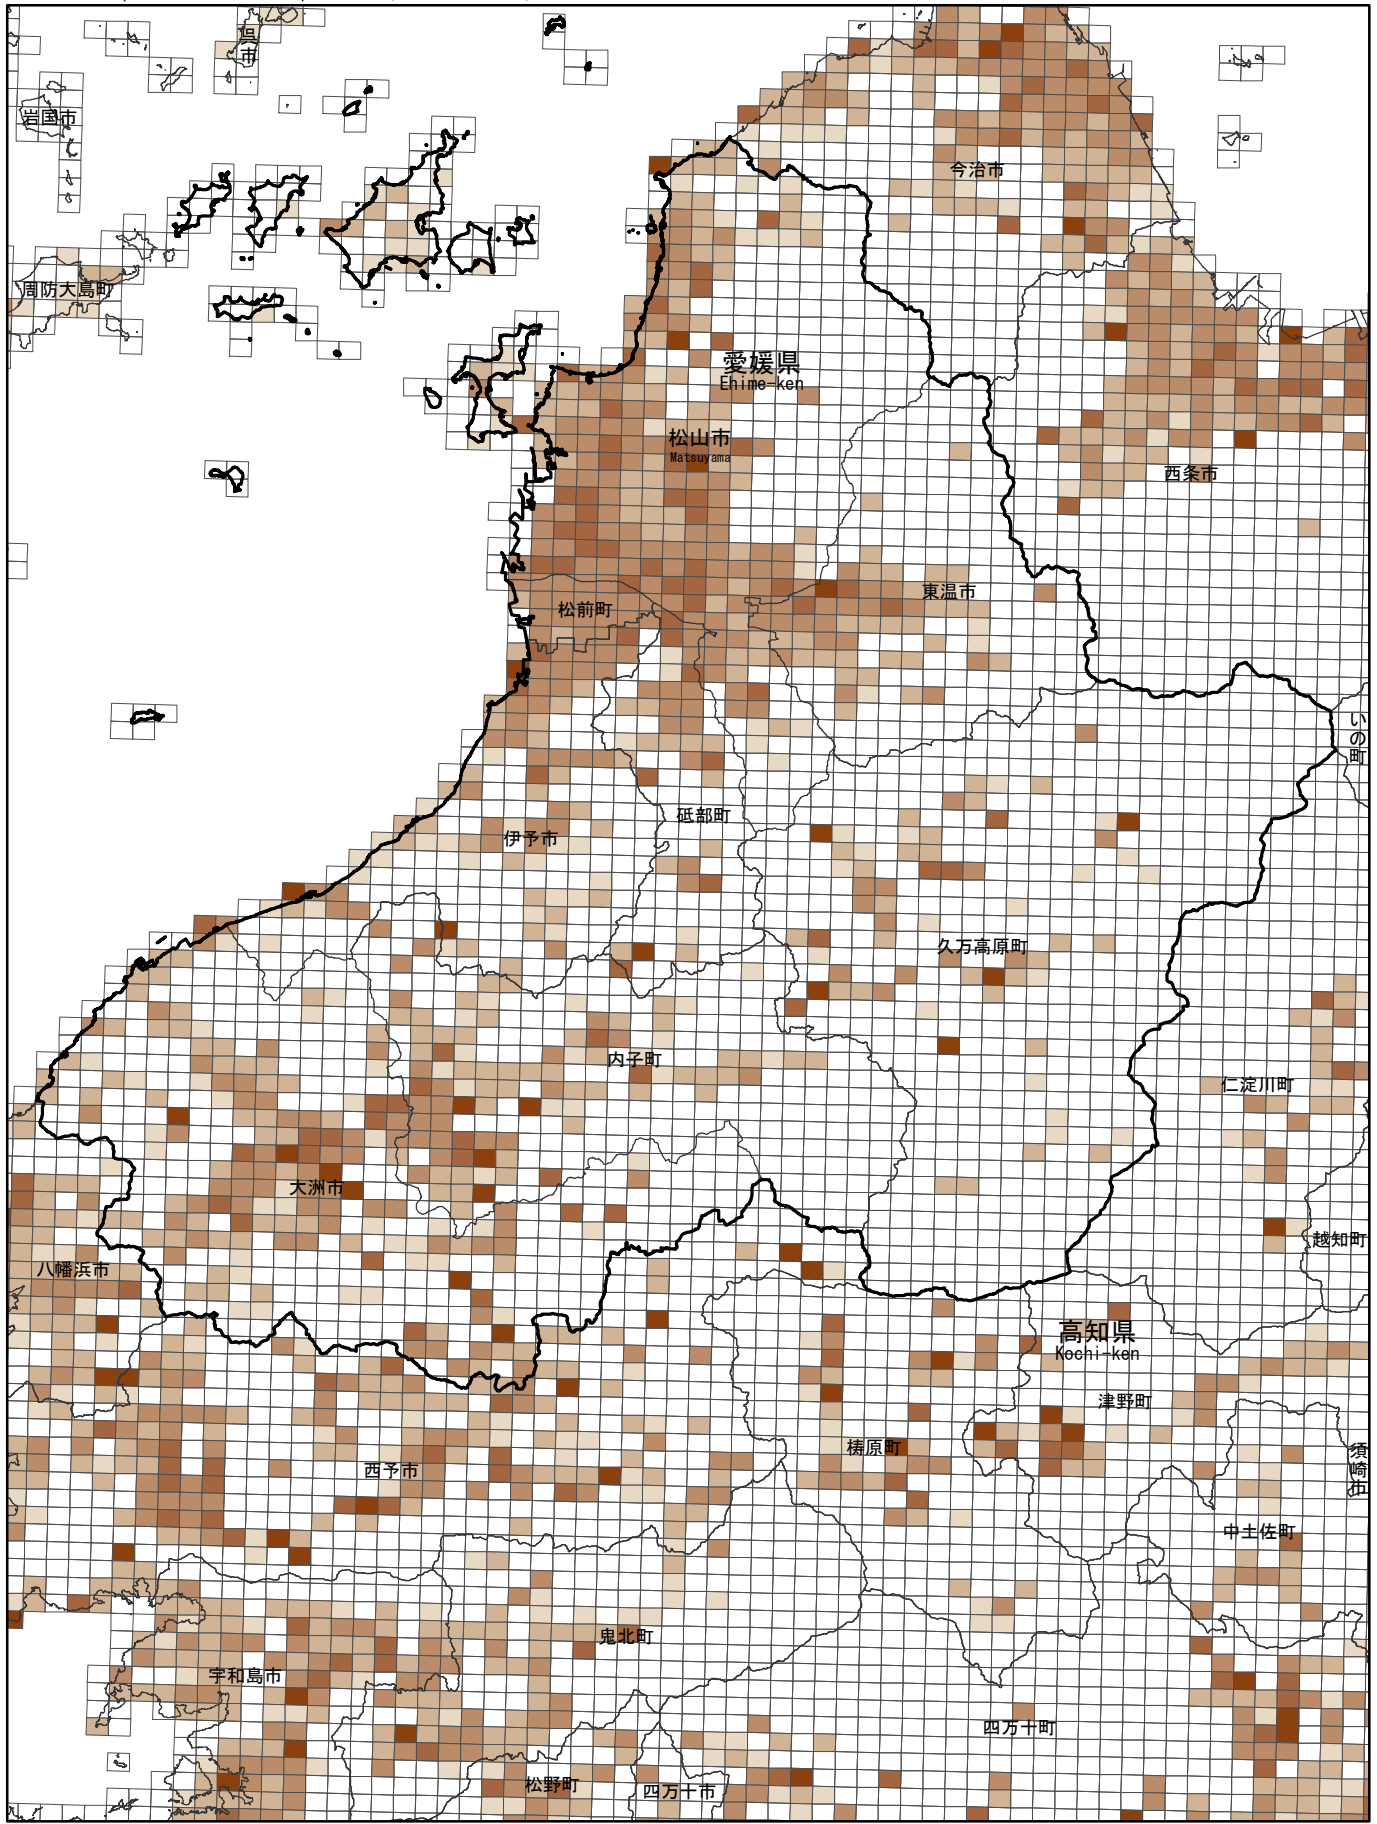 呉市
岩国市
今治市
周防大島町
愛媛県
Ehime-ken
松山市
Matsuyama
西条市
東温市
松前町
いの町
砥部町
伊予市
久万高原町
内子町
仁淀川町
大洲市
越知町
八幡浜市
高知県
Kochi-ken
津野町
梼原町
須崎市
西予市
中土佐町
鬼北町
宇和島市
四万十町
松野町
四万十市